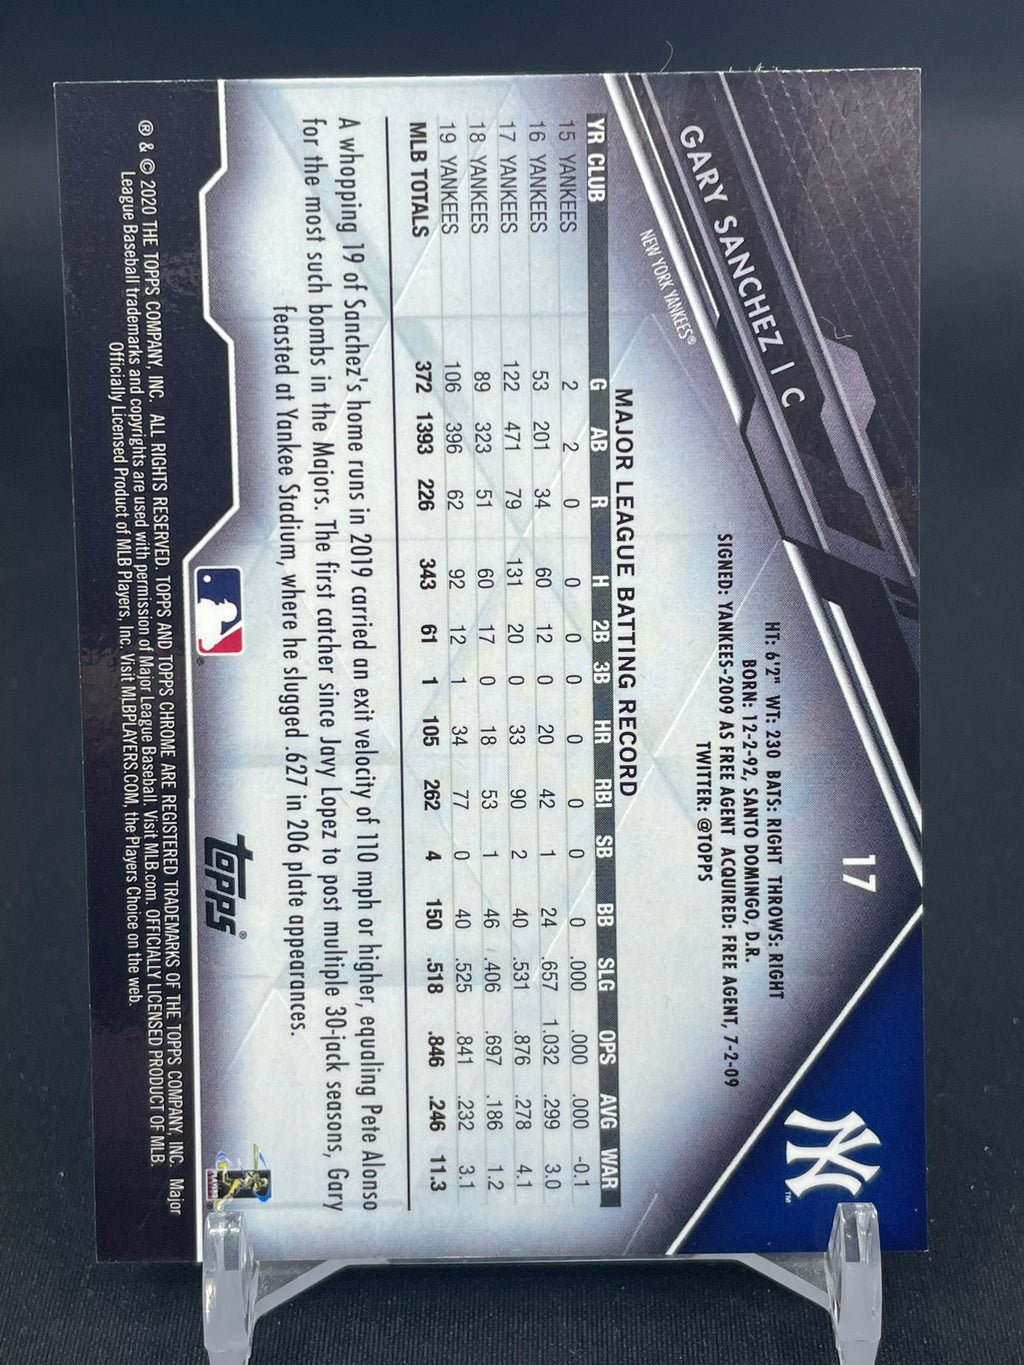 17
GARY SANCHEZ | C
NEW YORK YANKEES®
HT: 6'2" WT: 230 BATS: RIGHT THROWS: RIGHT
BORN: 12-2-92, SANTO DOMINGO, D.R.
SIGNED: YANKEES-2009 AS FREE AGENT ACQUIRED: FREE AGENT, 7-2-09
TWITTER: @TOPPS
NY
TM
MAJOR LEAGUE BATTING RECORD
YR CLUB G AB R H 2B 3B HR RBI SB BB SLG OPS AVG WAR
15 YANKEES 2 2 0 0 0 0 0 0 0 0 .000 .000 .000 -0.1
16 YANKEES 53 201 34 60 12 0 20 42 1 24 .657 1.032 .299 3.0
17 YANKEES 122 471 79 131 20 0 33 90 2 40 .531 .876 .278 4.1
18 YANKEES 89 323 51 60 17 0 18 53 1 46 .406 .697 .186 1.2
19 YANKEES 106 396 62 92 12 1 34 77 0 40 .525 .841 .232 3.1
MLB TOTALS 372 1393 226 343 61 1 105 262 4 150 .518 .846 .246 11.3
A whopping 19 of Sanchez's home runs in 2019 carried an exit velocity of 110 mph or higher, equaling Pete Alonso
for the most such bombs in the Majors. The first catcher since Javy Lopez to post multiple 30-jack seasons, Gary
feasted at Yankee Stadium, where he slugged .627 in 206 plate appearances.
topps®
® & © 2020 THE TOPPS COMPANY, INC. ALL RIGHTS RESERVED. TOPPS AND TOPPS CHROME ARE REGISTERED TRADEMARKS OF THE TOPPS COMPANY, INC. Major
League Baseball trademarks and copyrights are used with permission of Major League Baseball. Visit MLB.com. OFFICIALLY LICENSED PRODUCT OF MLB.
Officially Licensed Product of MLB Players, Inc. Visit MLBPLAYERS.COM, the Players Choice on the web.